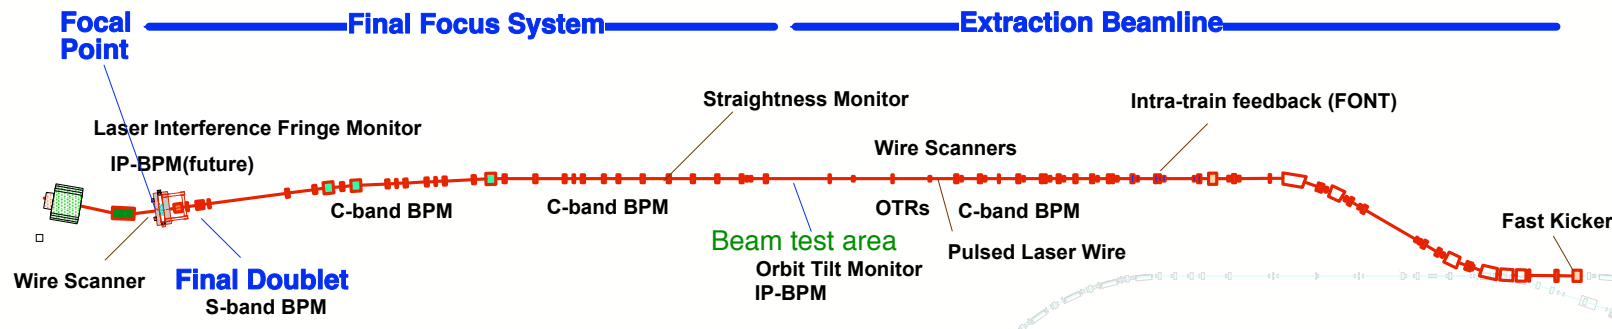 Focal
Point
Final Focus System
Extraction Beamline
Straightness Monitor
Intra-train feedback (FONT)
Laser Interference Fringe Monitor
IP-BPM(future)
Wire Scanners
C-band BPM
C-band BPM
OTRs
C-band BPM
Fast Kicker
Beam test area
Pulsed Laser Wire
Wire Scanner
Final Doublet
Orbit Tilt Monitor
S-band BPM
IP-BPM